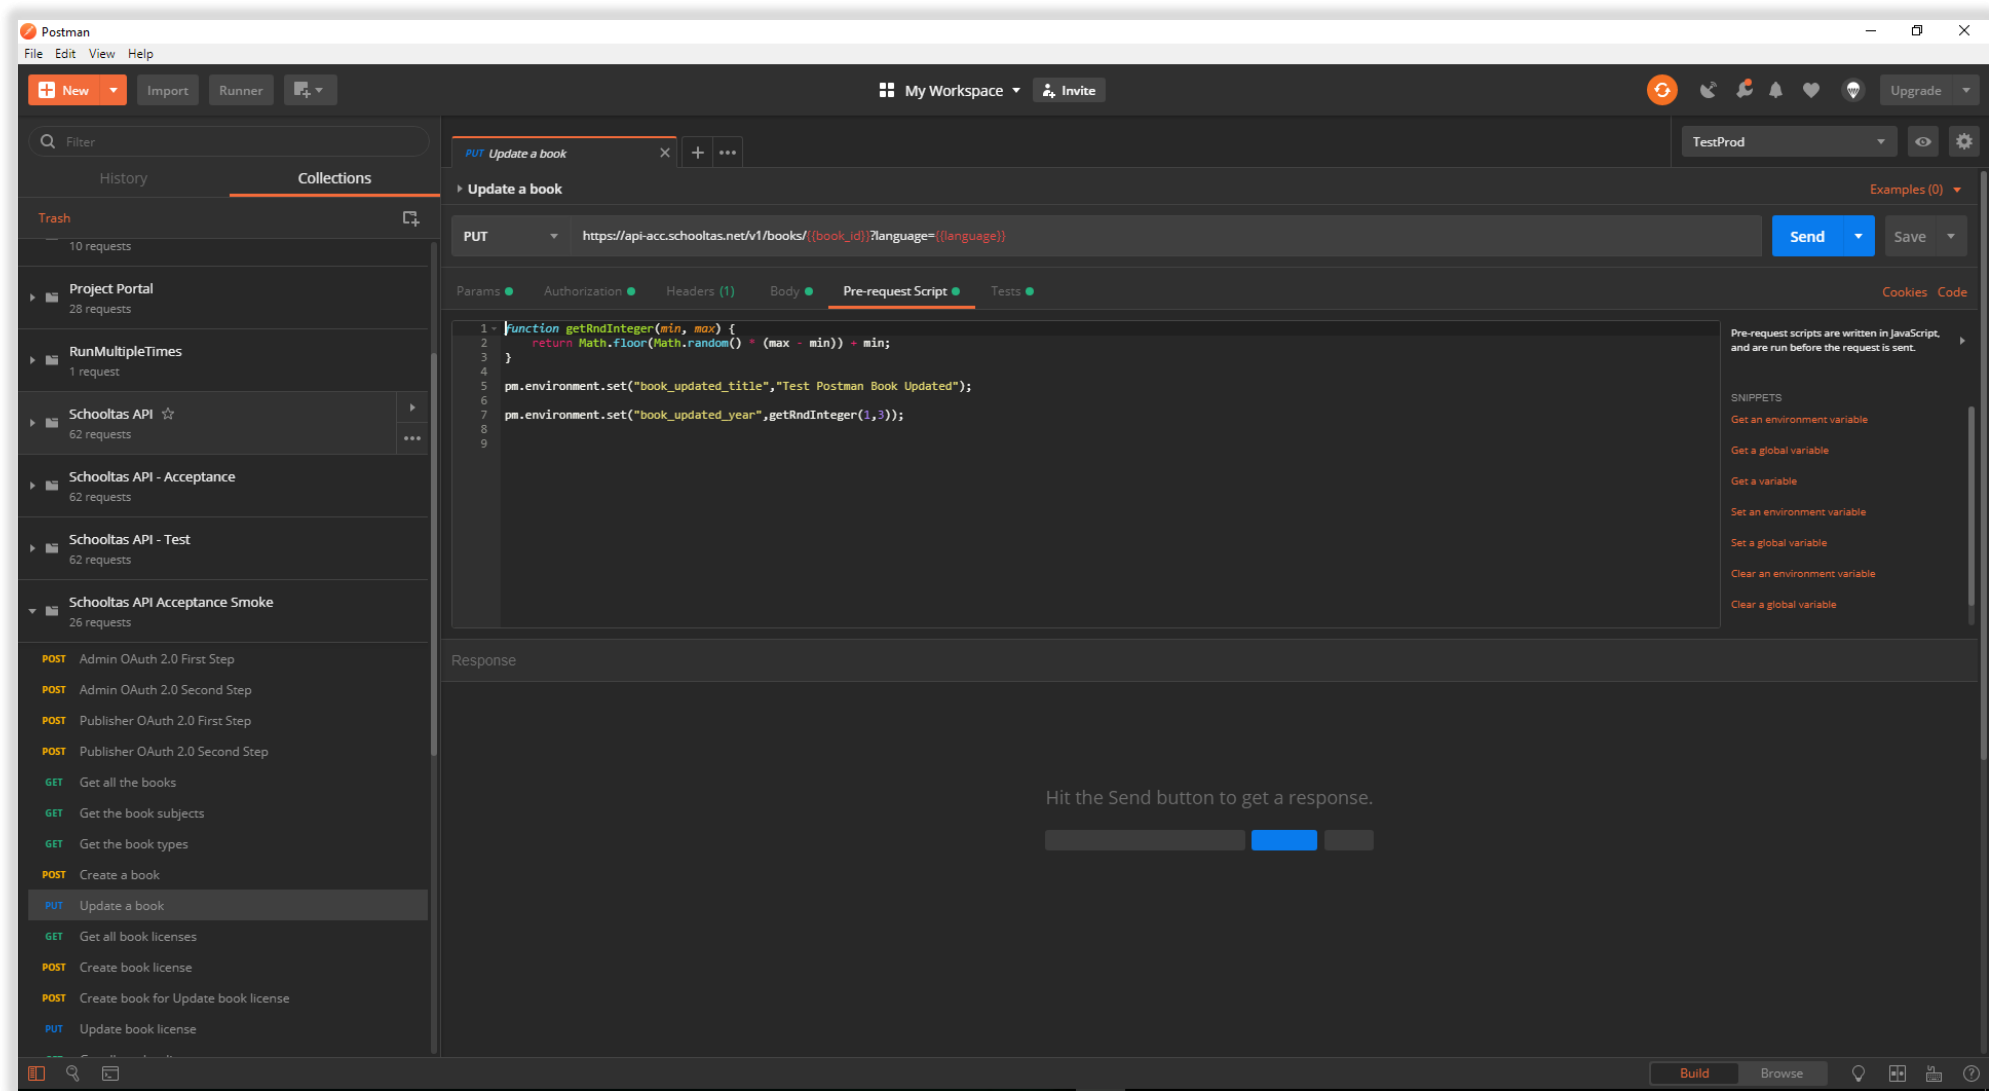 Postman
File Edit View Help
New Import Runner My Workspace Invite Upgrade
Filter
History Collections
Trash
10 requests
Project Portal
28 requests
RunMultipleTimes
1 request
Schooltas API
62 requests
Schooltas API - Acceptance
62 requests
Schooltas API - Test
62 requests
Schooltas API Acceptance Smoke
26 requests
POST Admin OAuth 2.0 First Step
POST Admin OAuth 2.0 Second Step
POST Publisher OAuth 2.0 First Step
POST Publisher OAuth 2.0 Second Step
GET Get all the books
GET Get the book subjects
GET Get the book types
POST Create a book
PUT Update a book
GET Get all book licenses
POST Create book license
POST Create book for Update book license
PUT Update book license
PUT Update a book
TestProd
Update a book
Examples (0)
PUT https://api-acc.schooltas.net/v1/books/{{book_id}}?language={{language}} Send Save
Params Authorization Headers (1) Body Pre-request Script Tests Cookies Code
1 function getRndInteger(min, max) {
2 return Math.floor(Math.random() * (max - min)) + min;
3 }
4
5 pm.environment.set("book_updated_title","Test Postman Book Updated");
6
7 pm.environment.set("book_updated_year",getRndInteger(1,3));
8
9
Pre-request scripts are written in JavaScript,
and are run before the request is sent.
SNIPPETS
Get an environment variable
Get a global variable
Get a variable
Set an environment variable
Set a global variable
Clear an environment variable
Clear a global variable
Response
Hit the Send button to get a response.
Build Browse